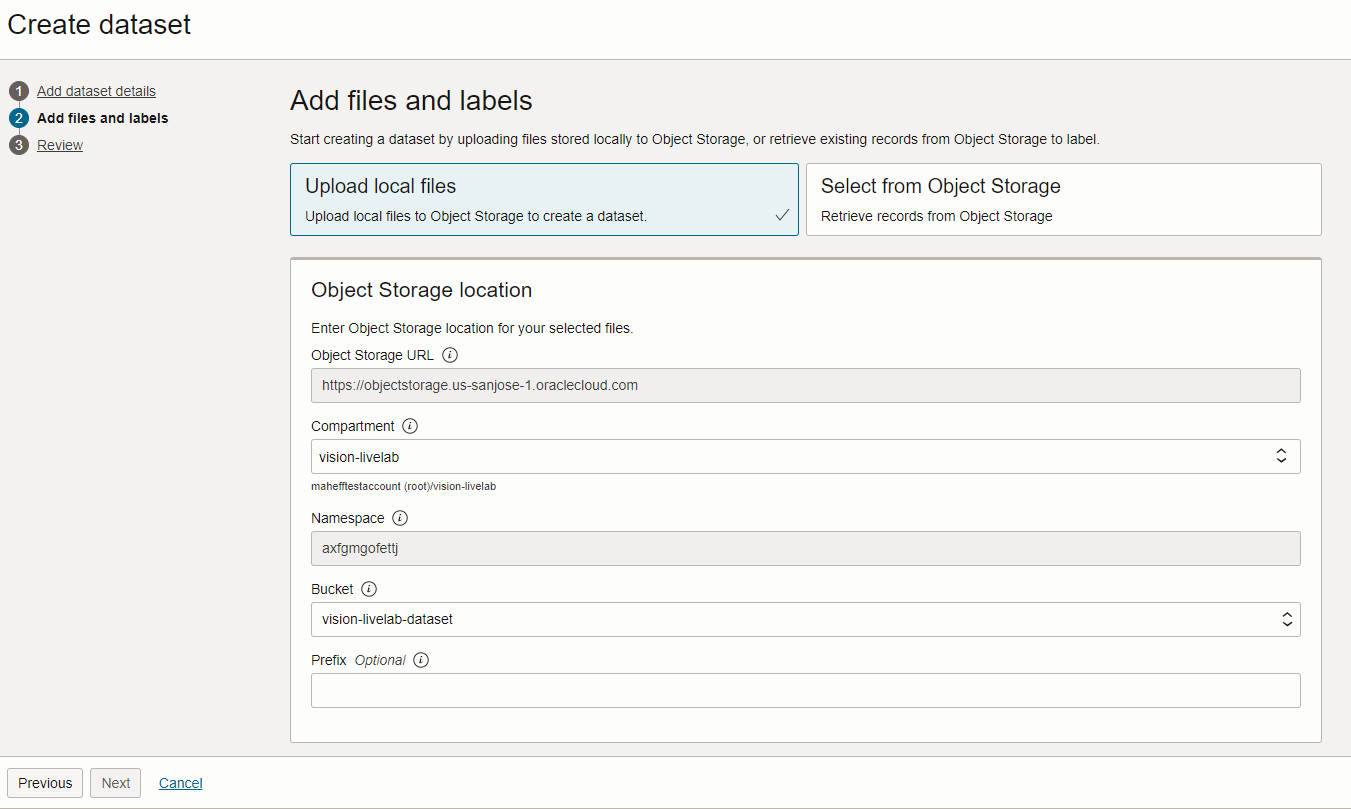 Create dataset
1 Add dataset details
2 Add files and labels
3 Review
Add files and labels
Start creating a dataset by uploading files stored locally to Object Storage, or retrieve existing records from Object Storage to label.
Upload local files
Upload local files to Object Storage to create a dataset.
Select from Object Storage
Retrieve records from Object Storage
Object Storage location
Enter Object Storage location for your selected files.
Object Storage URL i
https://objectstorage.us-sanjose-1.oraclecloud.com
Compartment i
vision-livelab
mahefftestaccount (root)/vision-livelab
Namespace i
axfgmgofettj
Bucket i
vision-livelab-dataset
Prefix Optional i
Previous Next Cancel